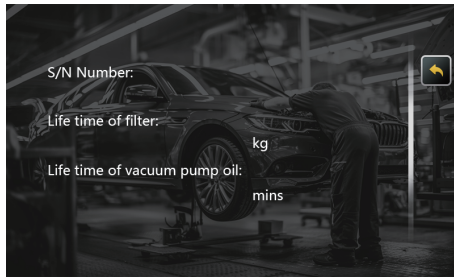 S/N Number:
Life time of filter:
kg
Life time of vacuum pump oil:
mins